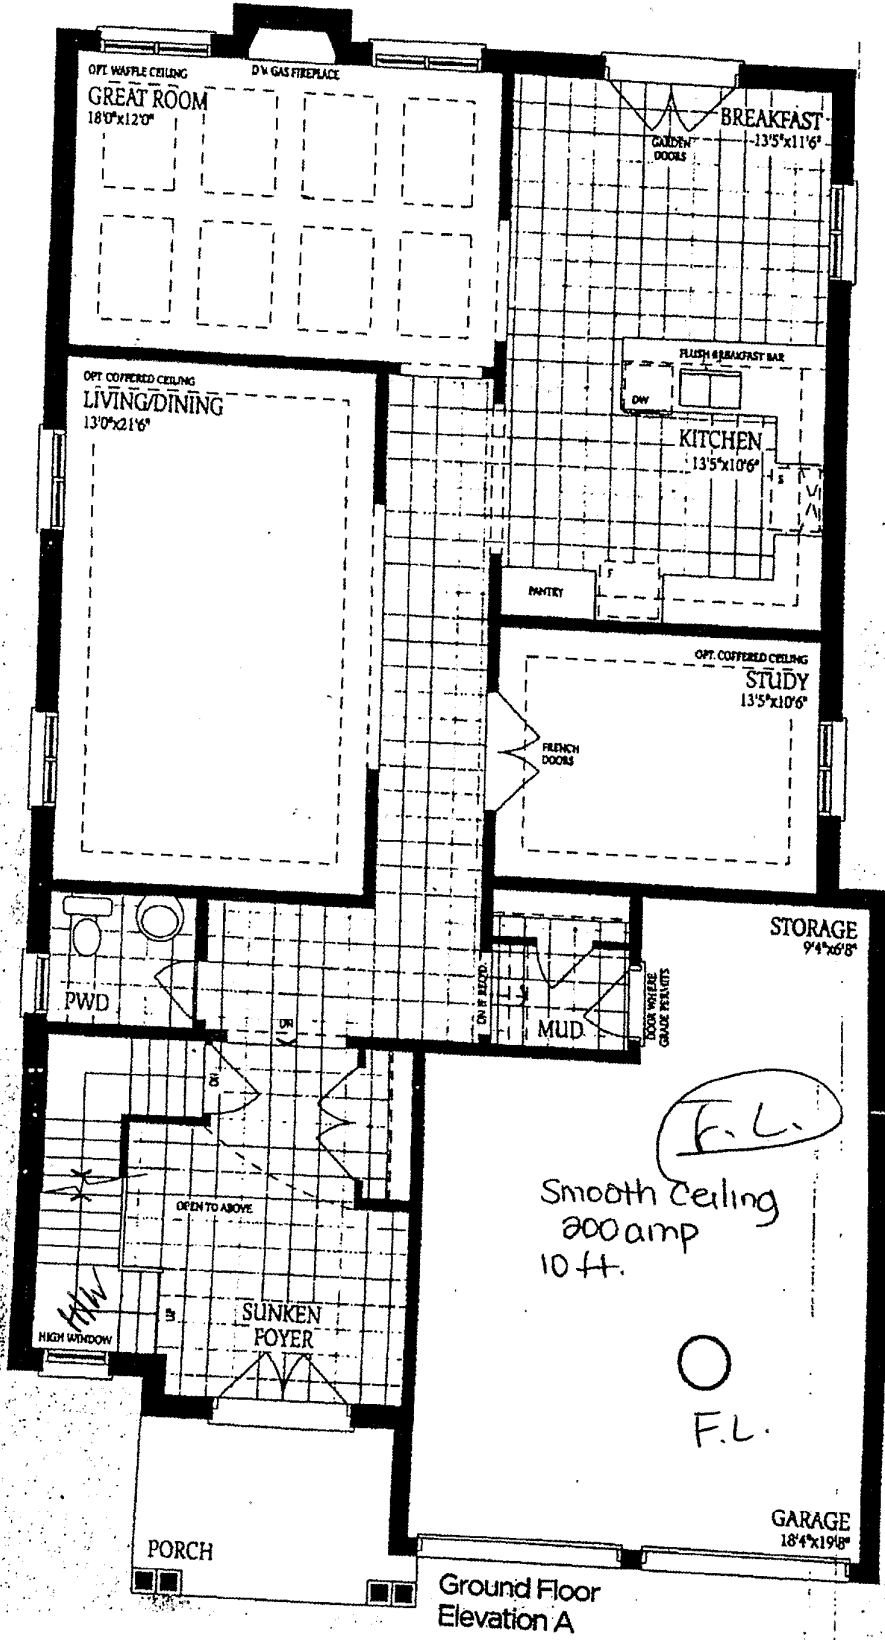 OPT. WAFFLE CEILING
GREAT ROOM
18'0"x12'0"
D.V. GAS FIREPLACE
BREAKFAST
13'5"x11'6"
GARDEN
DOORS
FLUSH BREAKFAST BAR
DW
KITCHEN
13'5"x10'6"
S
OPT COFFERED CEILING
LIVING/DINING
13'0"x21'6"
PANTRY
F
OPT. COFFERED CEILING
STUDY
13'5"x10'6"
FRENCH
DOORS
STORAGE
9'4"x6'8"
PWD
DN
DN IF REQ'D.
MUD
DOOR WHERE
GRADE PERMITS
DN
F.L.
Smooth Ceiling
200 amp
10 ft.
OPEN TO ABOVE
UP
SUNKEN
FOYER
H/W
HIGH WINDOW
F.L.
GARAGE
18'4"x19'8"
PORCH
Ground Floor
Elevation A